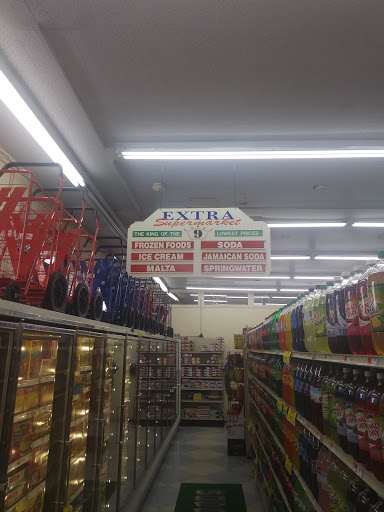 EXTRA
Supermarket
THE KING OF THE 9 LOWEST PRICES
FROZEN FOODS SODA
ICE CREAM JAMAICAN SODA
MALTA SPRINGWATER